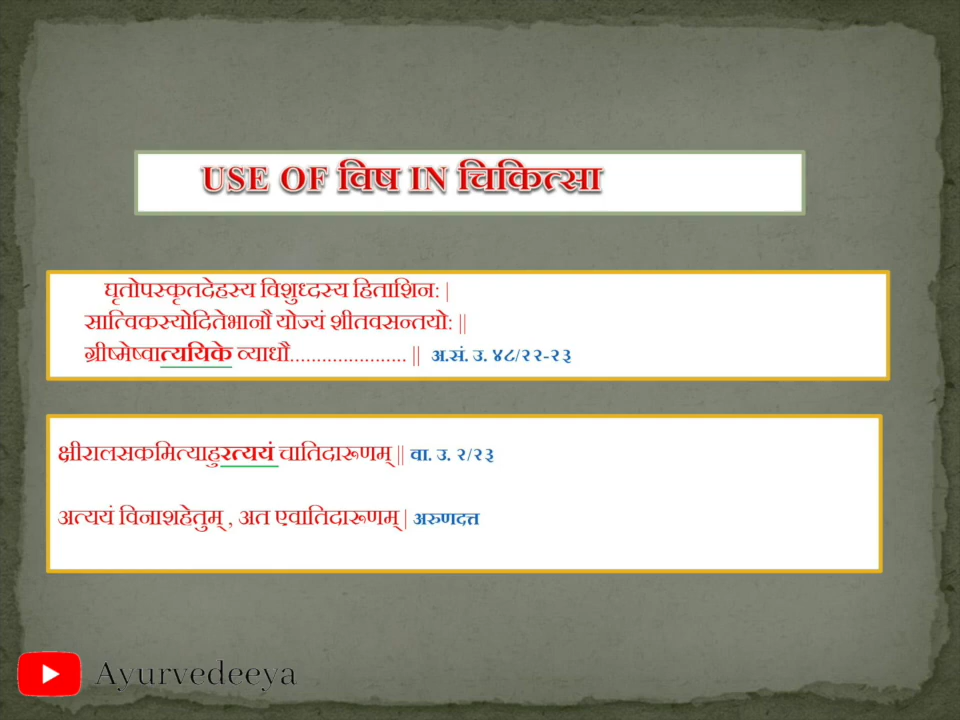 USE OF विष IN चिकित्सा
घृतोपस्कृतदेहस्य विशुध्दस्य हिताशिन: |
सात्विकस्योदितेभानौ योज्यं शीतवसन्तयो: ||
ग्रीष्मेष्वात्ययिके व्याधौ...................... || अ.सं. उ. ४८/२२-२३
क्षीरालसकमित्याहुरत्ययं चातिदारूणम् || वा. उ. २/२३
अत्ययं विनाशहेतुम् , अत एवातिदारूणम् | अरुणदत्त
Ayurvedeeya